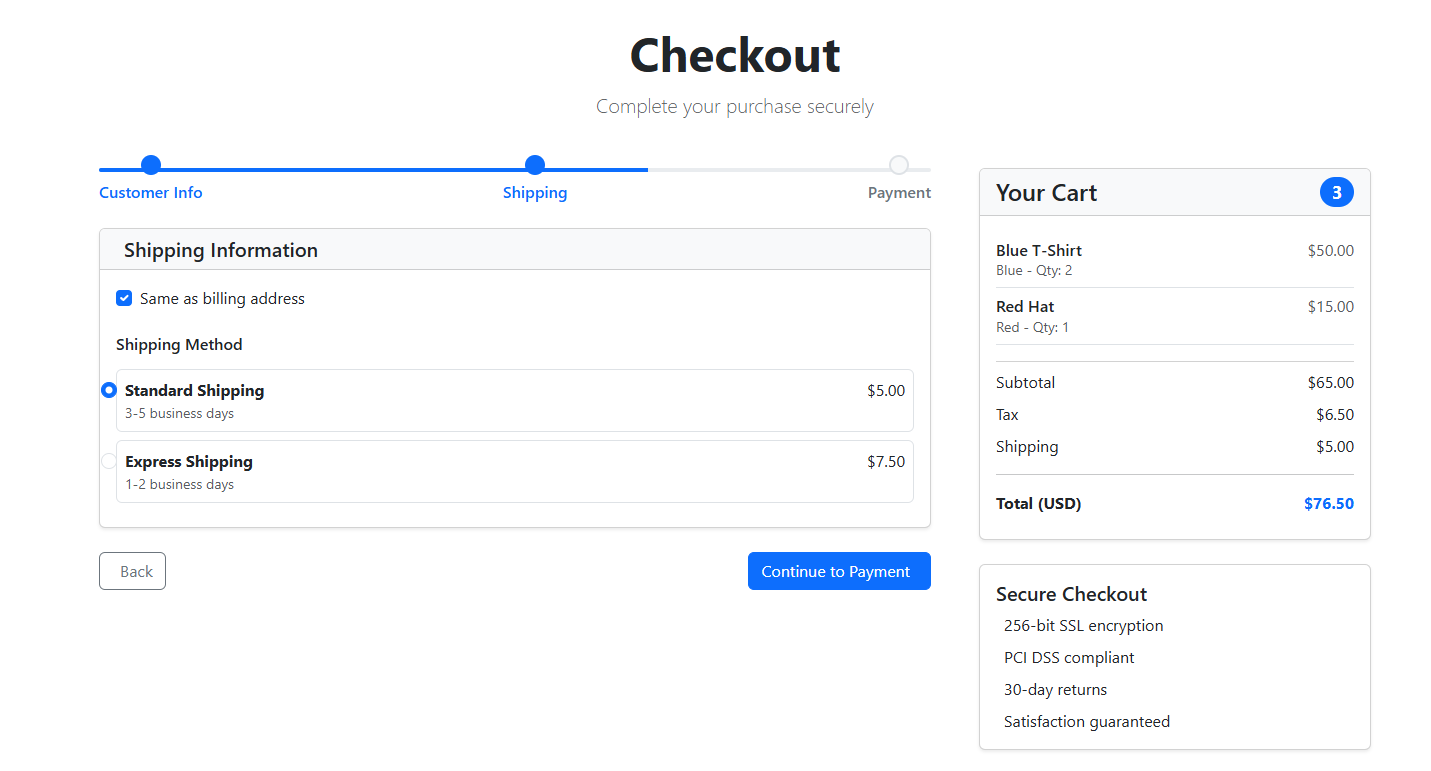 Checkout
Complete your purchase securely
Customer Info
Shipping
Payment
Shipping Information
Same as billing address
Shipping Method
Standard Shipping $5.00
3-5 business days
Express Shipping $7.50
1-2 business days
Back
Continue to Payment
Your Cart 3
Blue T-Shirt $50.00
Blue - Qty: 2
Red Hat $15.00
Red - Qty: 1
Subtotal $65.00
Tax $6.50
Shipping $5.00
Total (USD) $76.50
Secure Checkout
256-bit SSL encryption
PCI DSS compliant
30-day returns
Satisfaction guaranteed